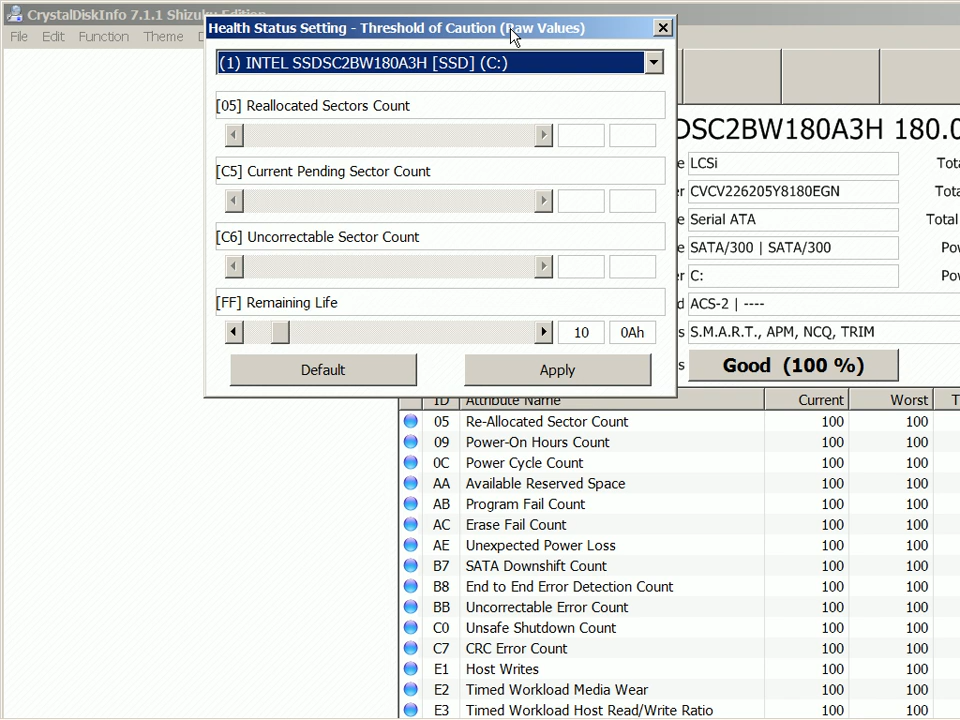 CrystalDiskInfo 7.1.1 Shizuku Edition
File Edit Function Theme
Health Status Setting - Threshold of Caution (Raw Values)
(1) INTEL SSDSC2BW180A3H [SSD] (C:)
[05] Reallocated Sectors Count
[C5] Current Pending Sector Count
[C6] Uncorrectable Sector Count
[FF] Remaining Life
10 0Ah
Default Apply
DSC2BW180A3H 180.0
LCSi
CVCV226205Y8180EGN
Serial ATA
SATA/300 | SATA/300
C:
ACS-2 | ----
S.M.A.R.T., APM, NCQ, TRIM
Good (100 %)
Tota
Tota
Total
Pow
Pow
ID Attribute Name Current Worst T
05 Re-Allocated Sector Count 100 100
09 Power-On Hours Count 100 100
0C Power Cycle Count 100 100
AA Available Reserved Space 100 100
AB Program Fail Count 100 100
AC Erase Fail Count 100 100
AE Unexpected Power Loss 100 100
B7 SATA Downshift Count 100 100
B8 End to End Error Detection Count 100 100
BB Uncorrectable Error Count 100 100
C0 Unsafe Shutdown Count 100 100
C7 CRC Error Count 100 100
E1 Host Writes 100 100
E2 Timed Workload Media Wear 100 100
E3 Timed Workload Host Read/Write Ratio 100 100